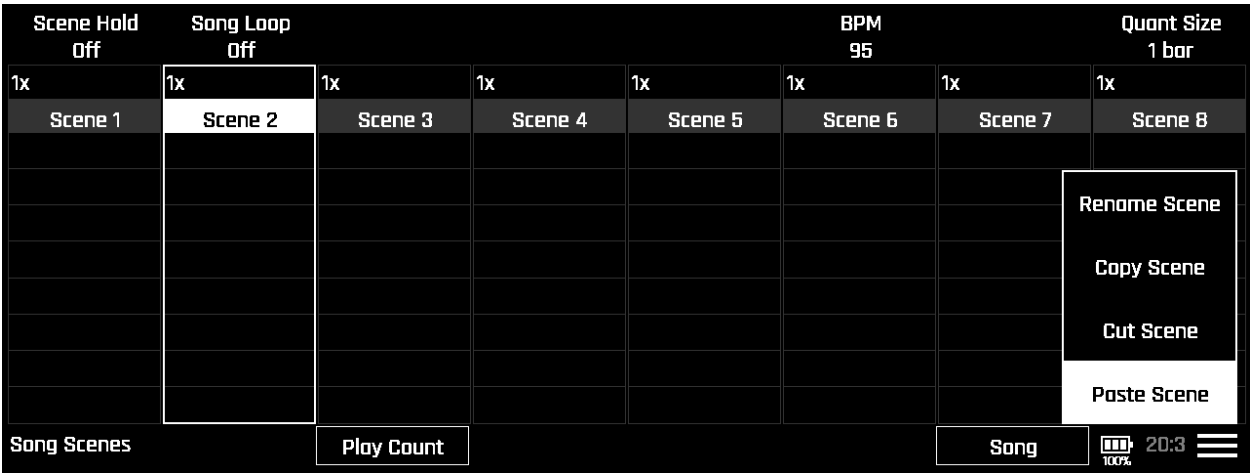 Scene Hold Song Loop BPM Quant Size
Off Off 95 1 bar
1x 1x 1x 1x 1x 1x 1x 1x
Scene 1 Scene 2 Scene 3 Scene 4 Scene 5 Scene 6 Scene 7 Scene 8
Rename Scene
Copy Scene
Cut Scene
Paste Scene
Song Scenes Play Count Song 20:3
100%